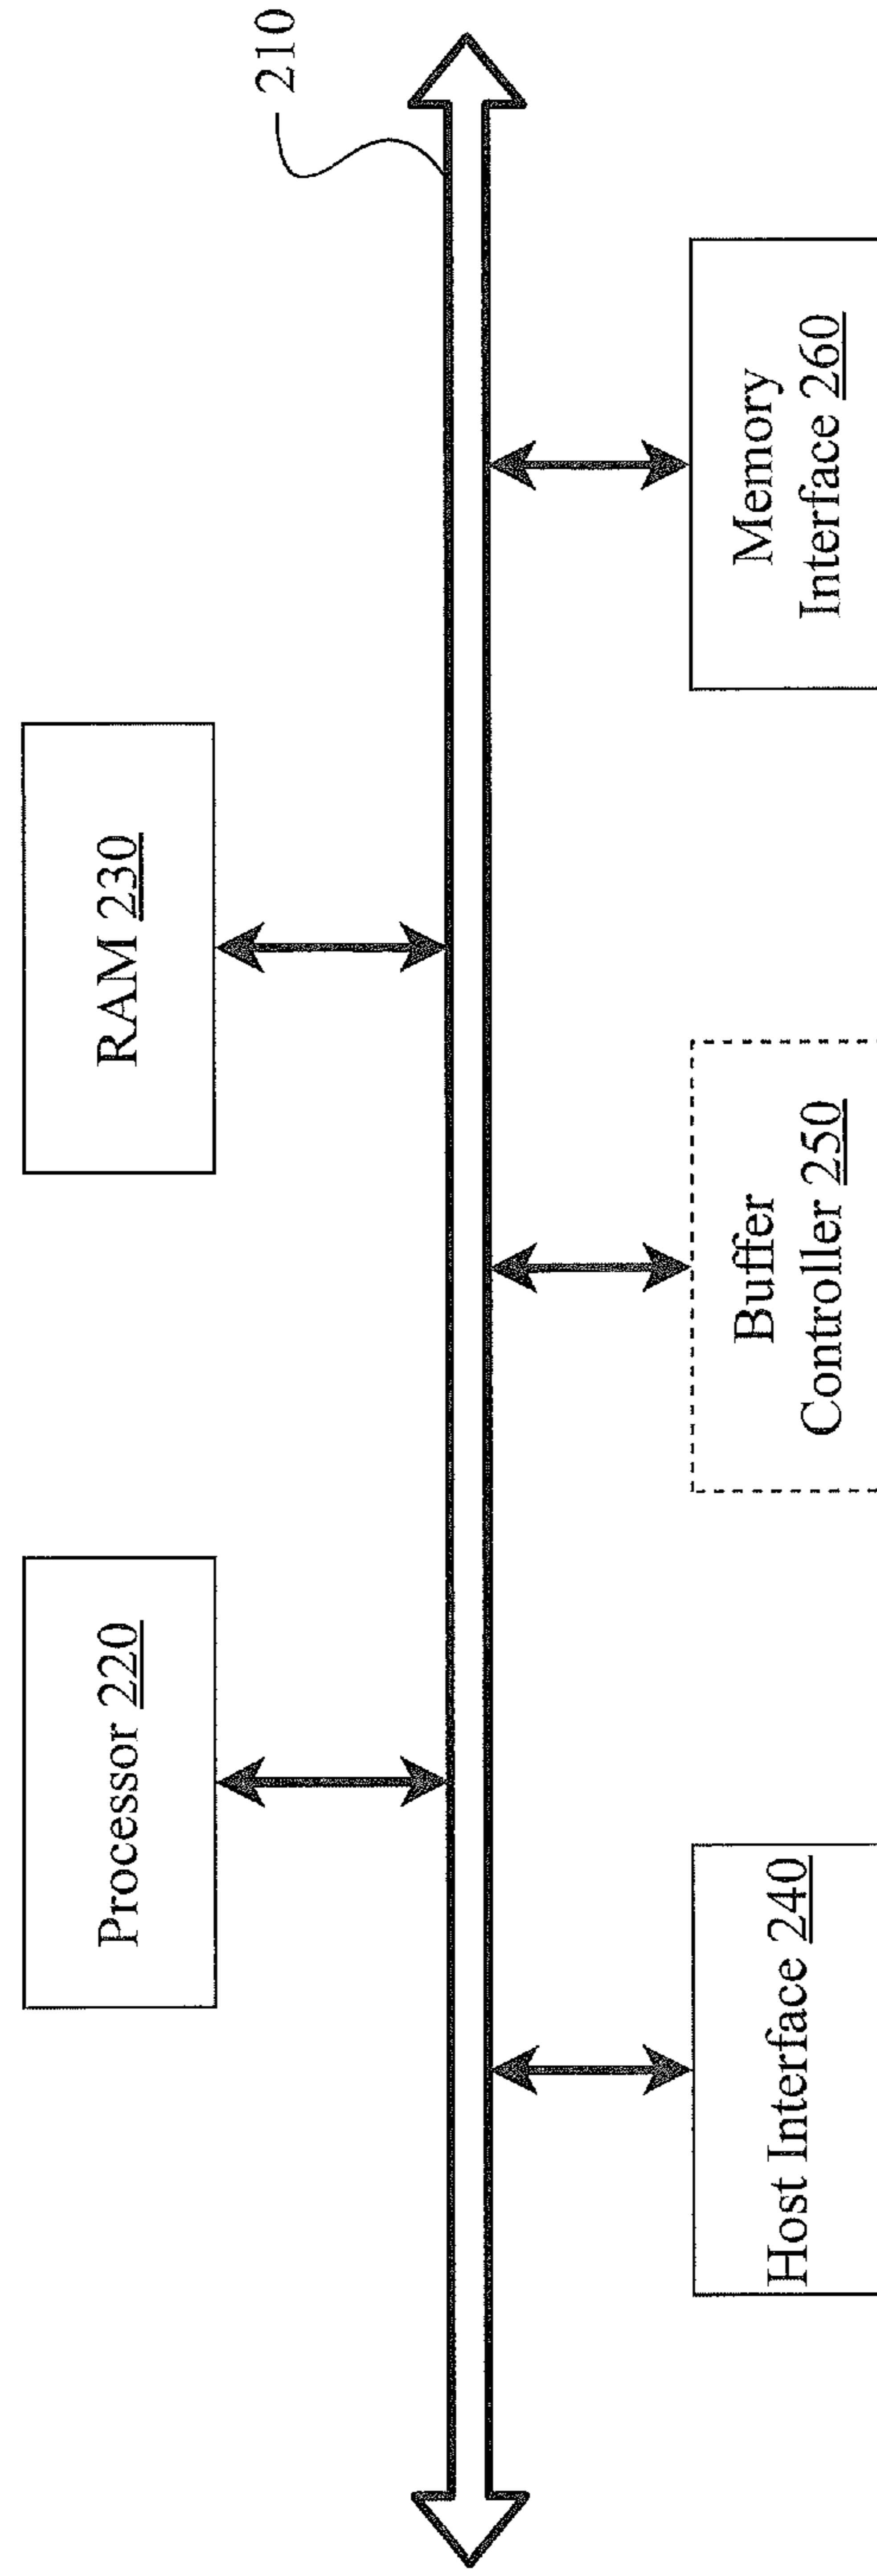 210
Processor 220
RAM 230
Host Interface 240
Buffer
Controller 250
Memory
Interface 260